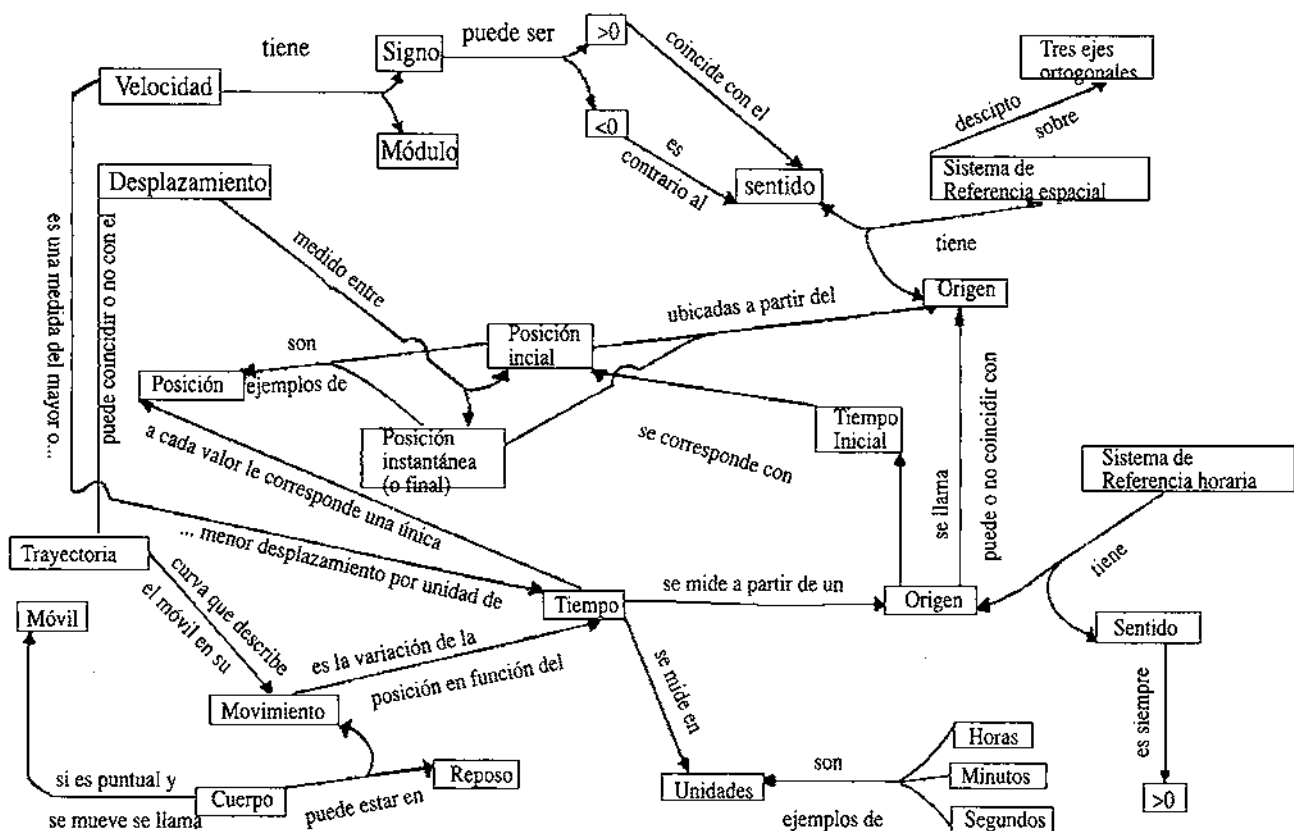 tiene
Signo
puede ser
>0
coincide con el
Tres ejes
ortogonales
Velocidad
Módulo
<0
es
contrario al
sentido
descipto
sobre
Sistema de
Referencia espacial
tiene
Desplazamiento
es una medida del mayor o...
puede coincidir o no con el
medido entre
Origen
ubicadas a partir del
Posición
incial
son
ejemplos de
Posición
Posición
instantánea
(o final)
Tiempo
Inicial
se corresponde con
a cada valor le corresponde una única
... menor desplazamiento por unidad de
se llama
puede o no coincidir con
Sistema de
Referencia horaria
tiene
Trayectoria
curva que describe
el móvil en su
Tiempo
se mide a partir de un
Origen
Sentido
es siempre
>0
Móvil
es la variación de la
posición en función del
Movimiento
se mide en
si es puntual y
se mueve se llama
Cuerpo
puede estar en
Reposo
Unidades
son
ejemplos de
Horas
Minutos
Segundos